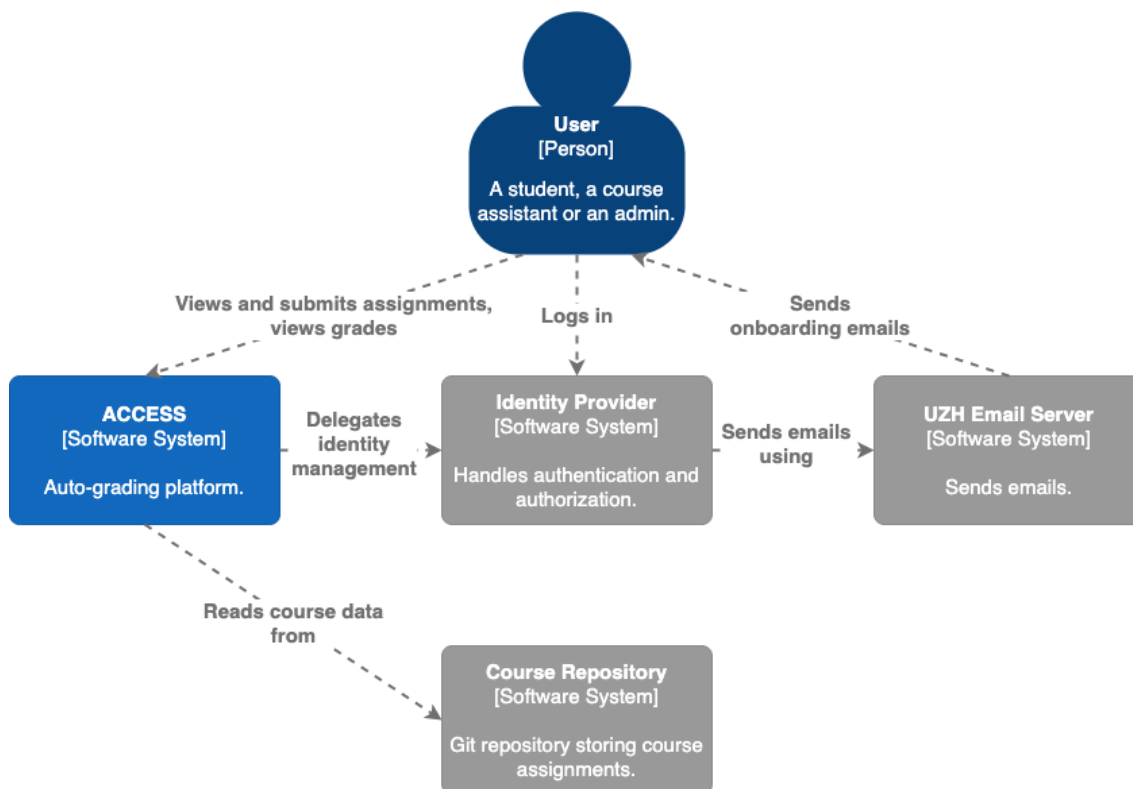 User
[Person]
A student, a course
assistant or an admin.
Views and submits assignments,
views grades
Logs in
Sends
onboarding emails
ACCESS
[Software System]
Auto-grading platform.
Delegates
identity
management
Identity Provider
[Software System]
Handles authentication and
authorization.
Sends emails
using
UZH Email Server
[Software System]
Sends emails.
Reads course data
from
Course Repository
[Software System]
Git repository storing course
assignments.